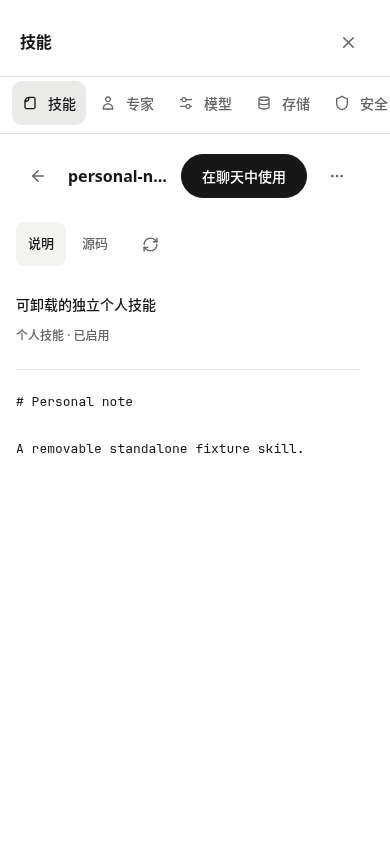 技能
技能 专家 模型 存储 安全
personal-n... 在聊天中使用
说明 源码
可卸载的独立个人技能
个人技能 · 已启用
# Personal note
A removable standalone fixture skill.